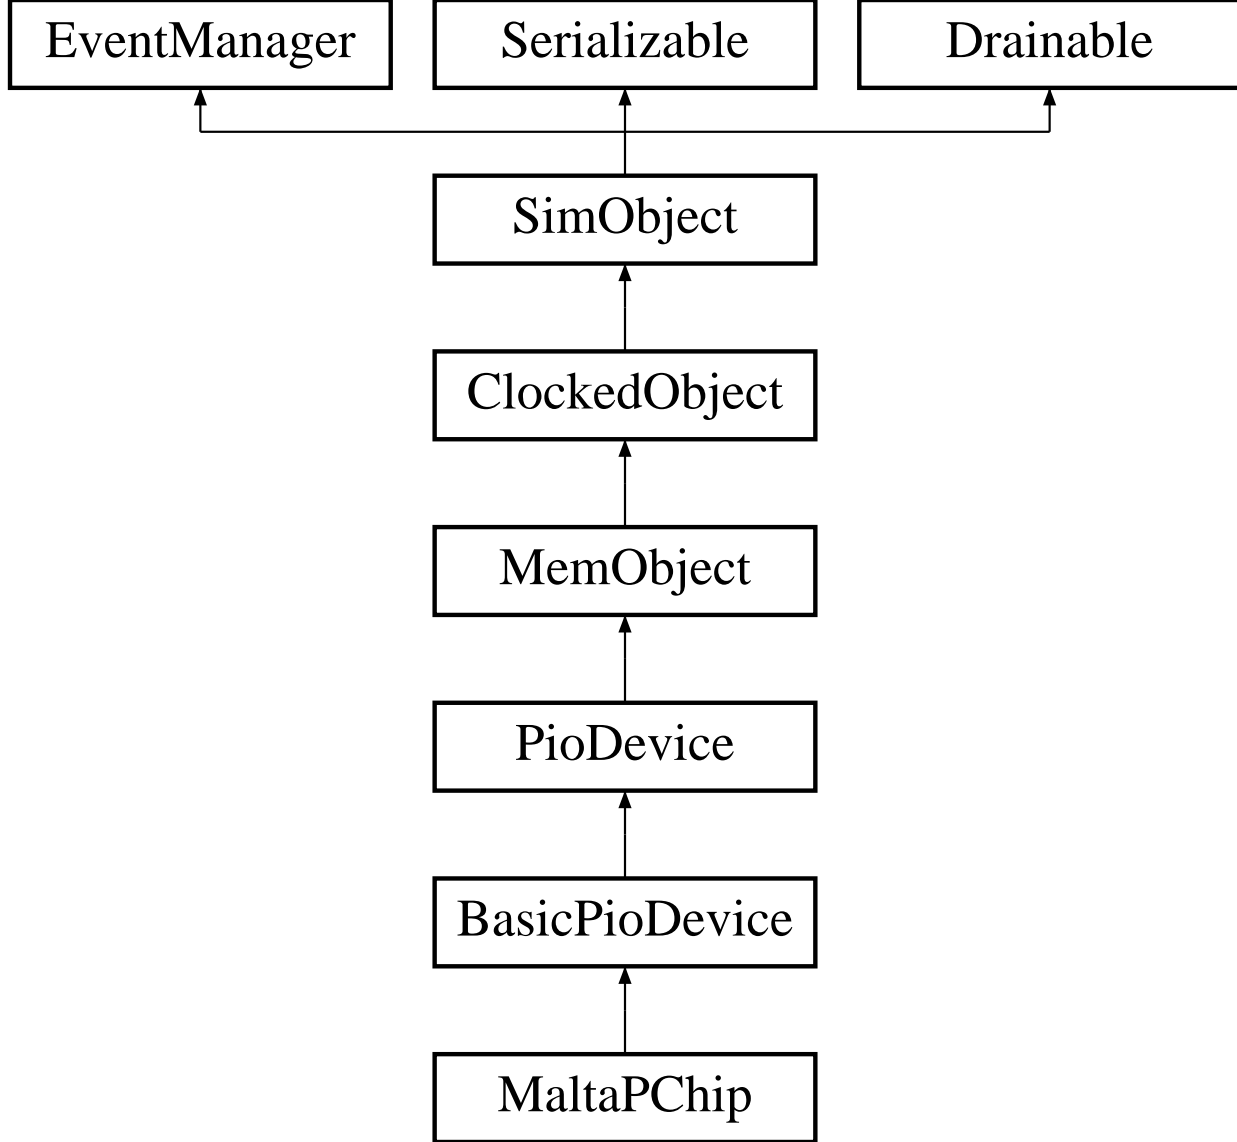 EventManager Serializable Drainable
SimObject
ClockedObject
MemObject
PioDevice
BasicPioDevice
MaltaPChip